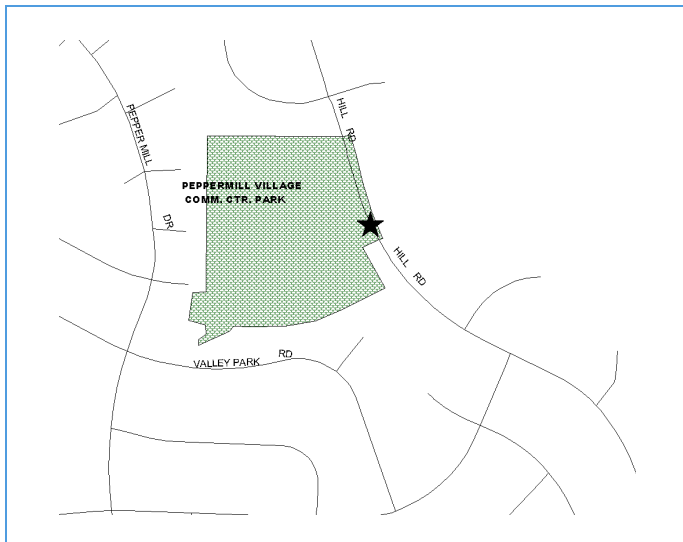 HILL RD
PEPPER MILL
DR
PEPPERMILL VILLAGE
COMM. CTR. PARK
HILL RD
VALLEY PARK RD